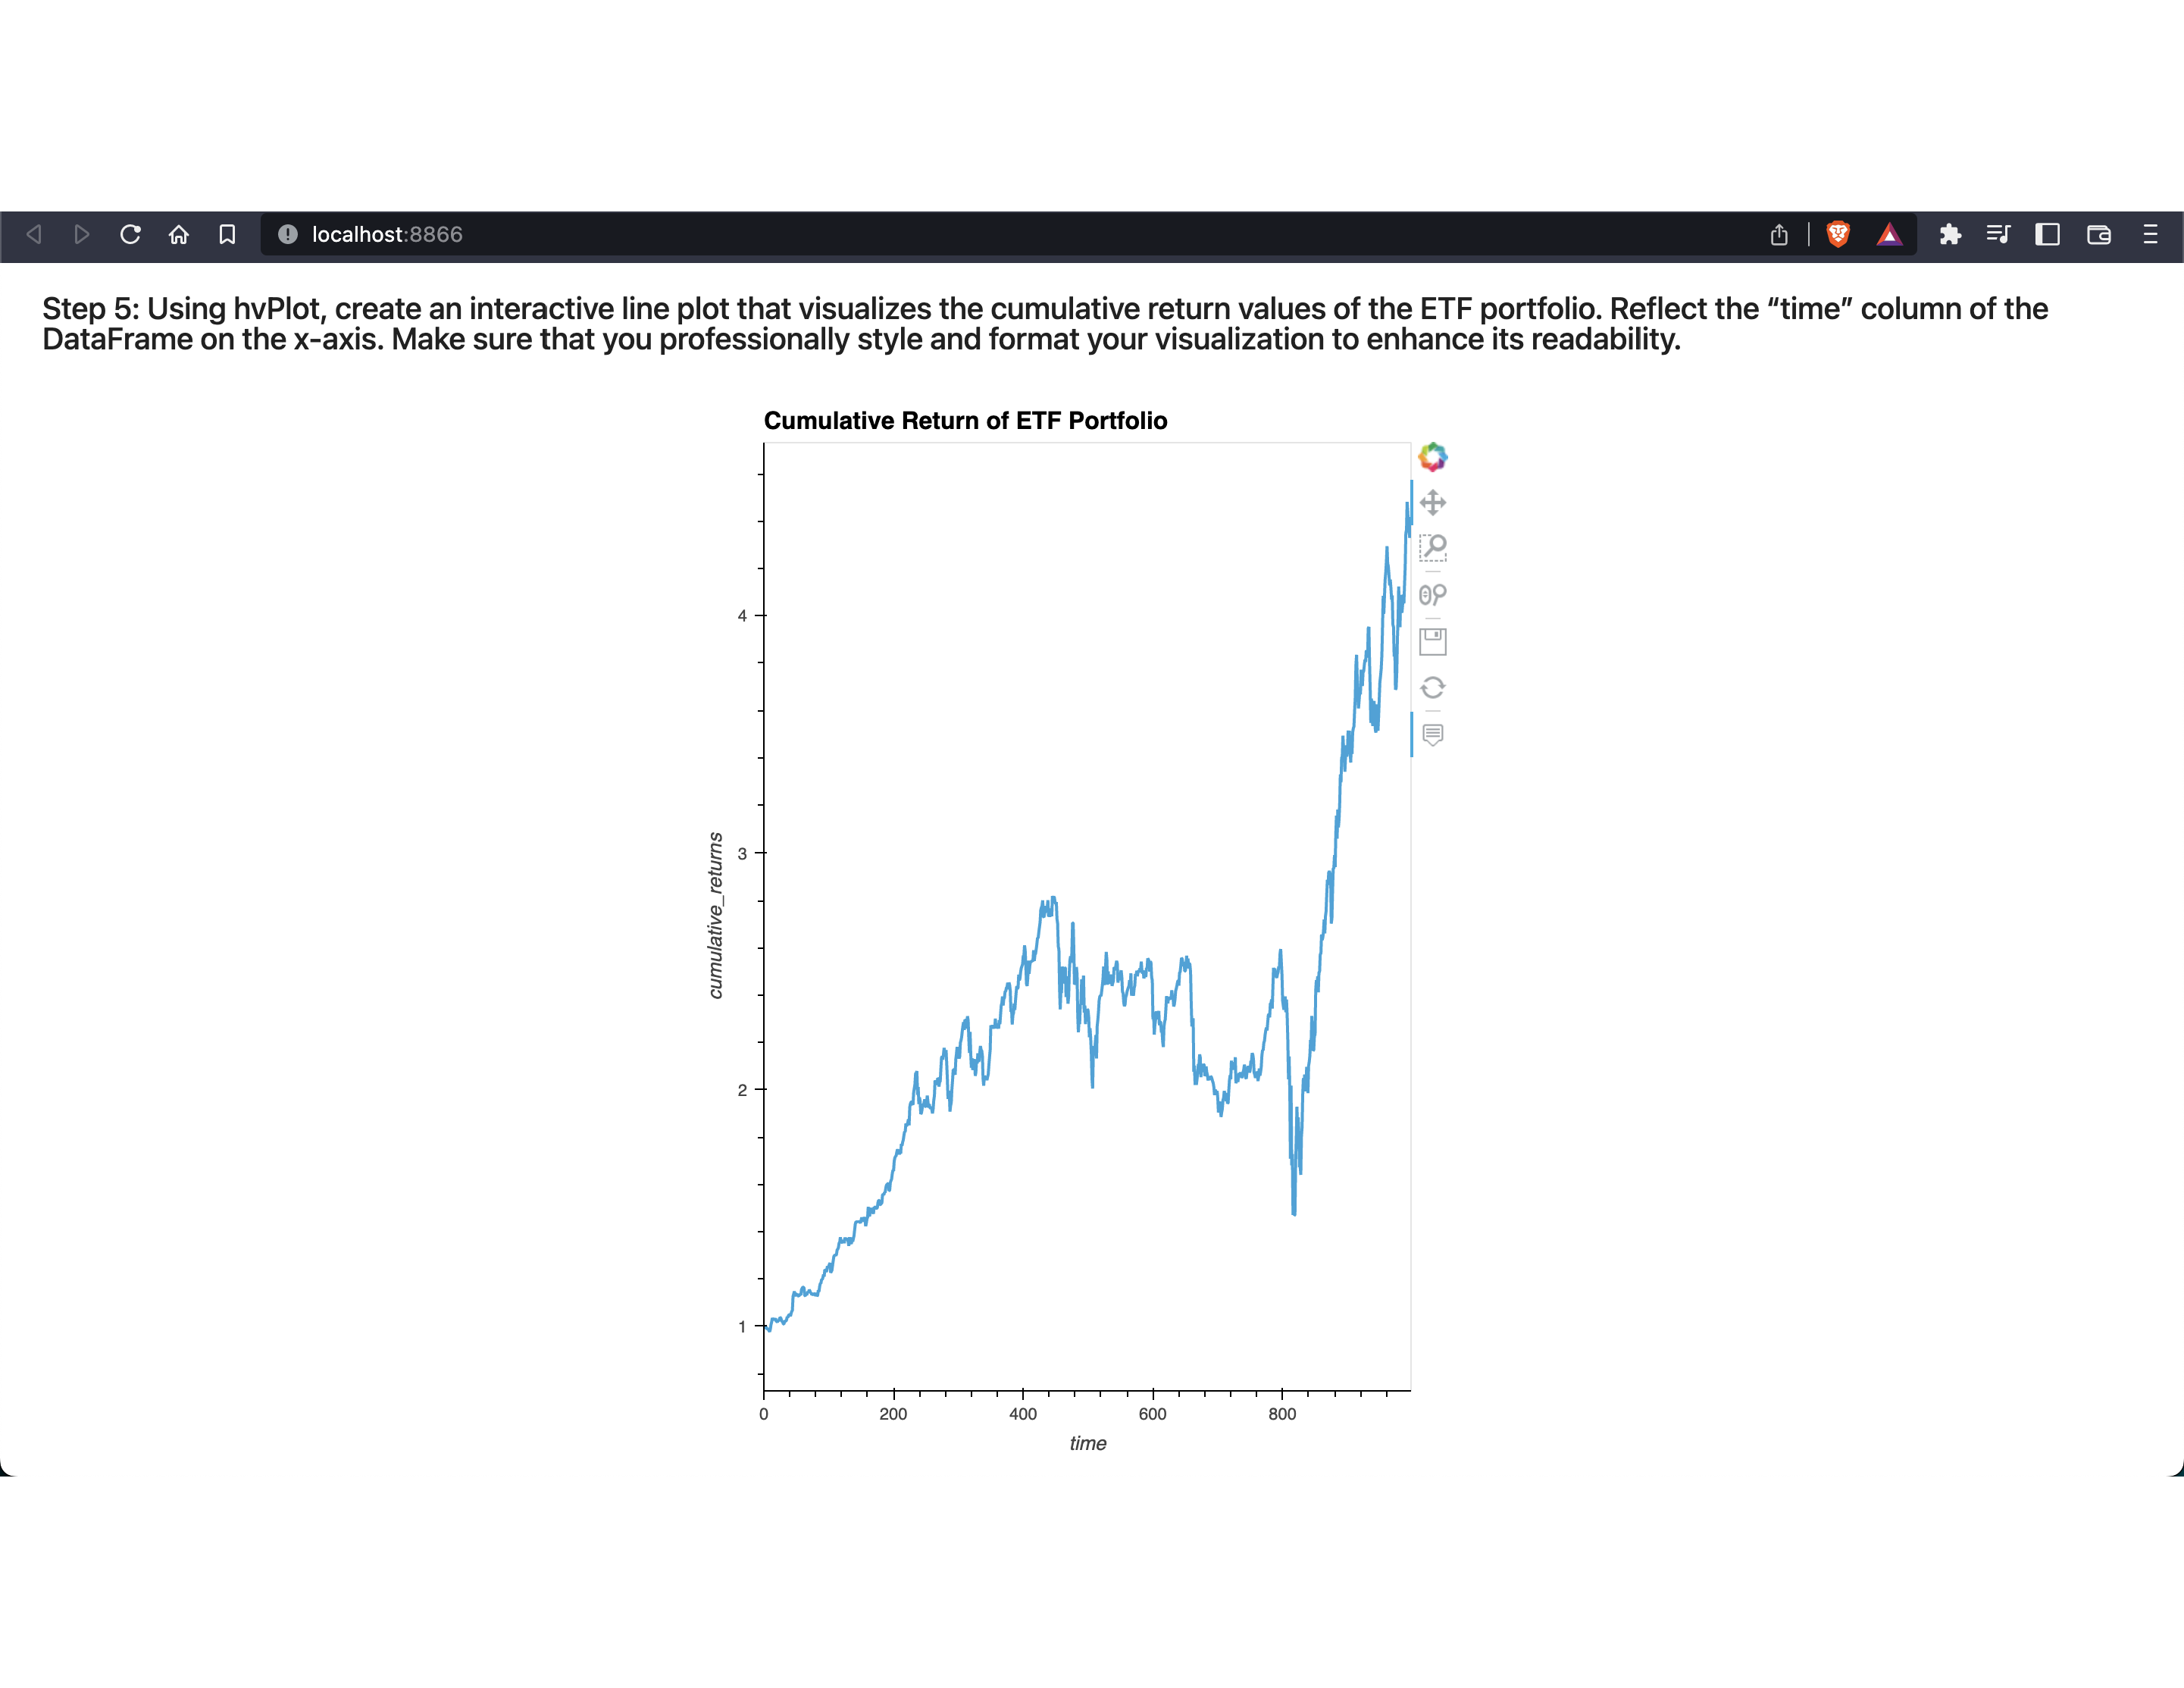 localhost:8866
Step 5: Using hvPlot, create an interactive line plot that visualizes the cumulative return values of the ETF portfolio. Reflect the “time” column of the
DataFrame on the x-axis. Make sure that you professionally style and format your visualization to enhance its readability.
Cumulative Return of ETF Portfolio
4
3
2
1
cumulative_returns
0 200 400 600 800
time